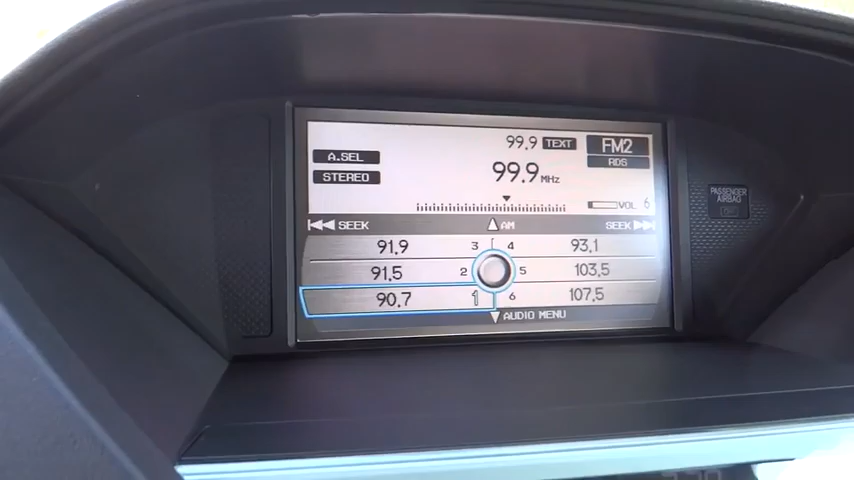 99.9 TEXT FM2
A.SEL RDS
99.9 MHz
STEREO
VOL 6
SEEK AM SEEK
91.9 3 4 93.1
91.5 2 5 103.5
90.7 1 6 107.5
AUDIO MENU
PASSENGER
AIRBAG